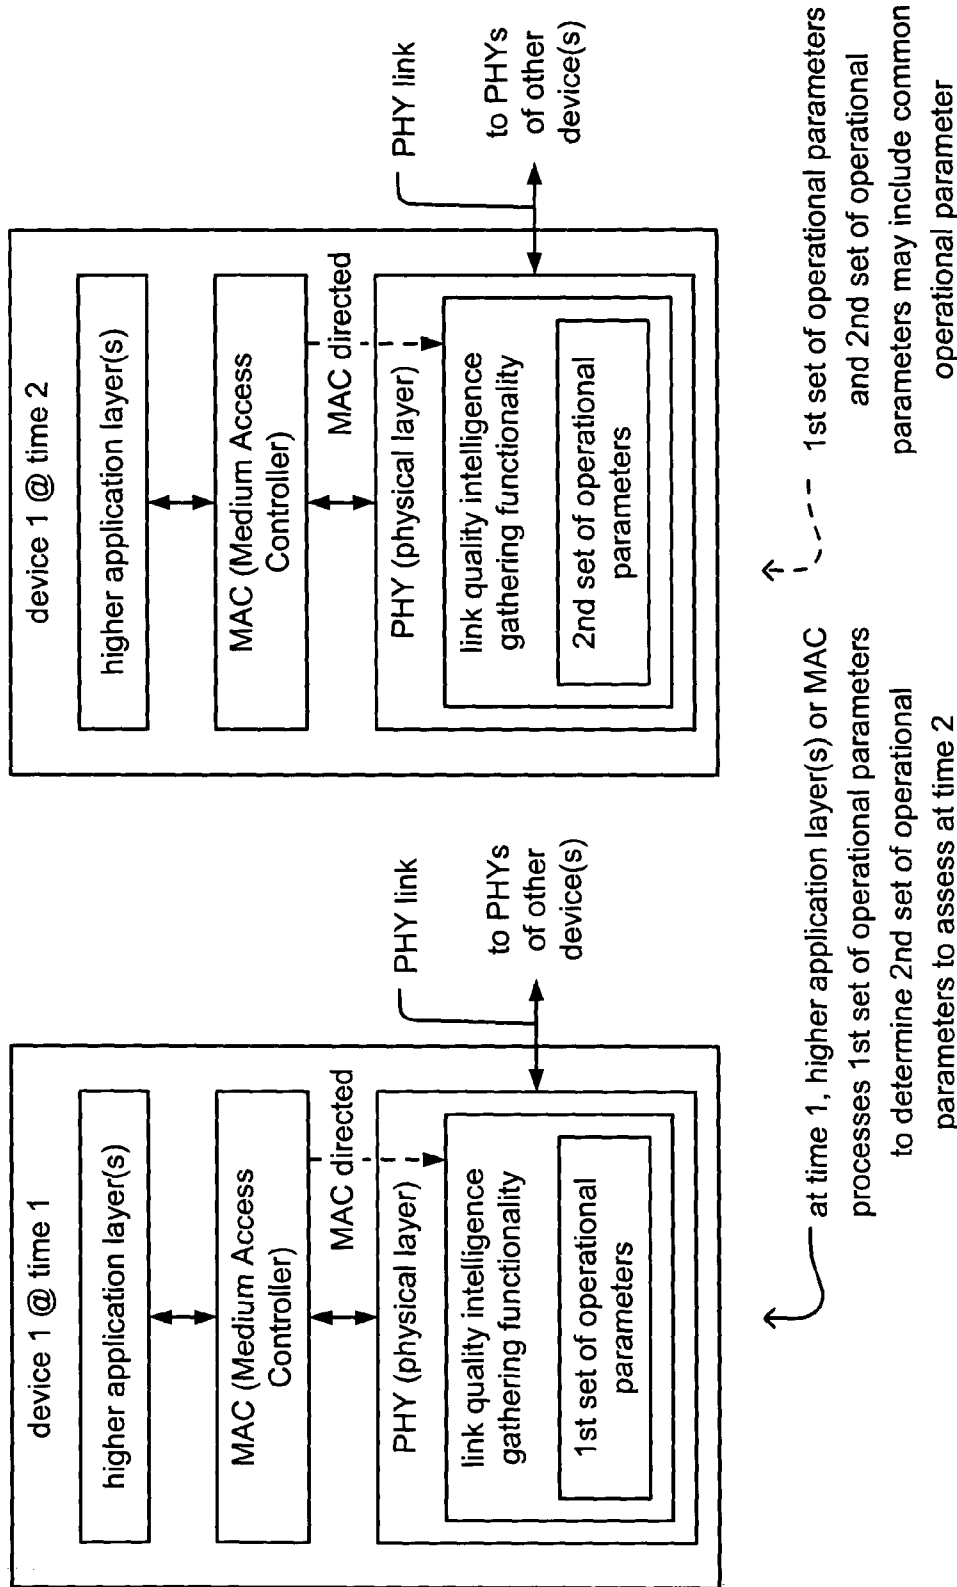 device 1 @ time 1
higher application layer(s)
MAC (Medium Access
Controller)
MAC directed
PHY (physical layer)
link quality intelligence
gathering functionality
1st set of operational
parameters
PHY link
to PHYs
of other
device(s)
at time 1, higher application layer(s) or MAC
processes 1st set of operational parameters
to determine 2nd set of operational
parameters to assess at time 2
device 1 @ time 2
higher application layer(s)
MAC (Medium Access
Controller)
MAC directed
PHY (physical layer)
link quality intelligence
gathering functionality
2nd set of operational
parameters
PHY link
to PHYs
of other
device(s)
1st set of operational parameters
and 2nd set of operational
parameters may include common
operational parameter